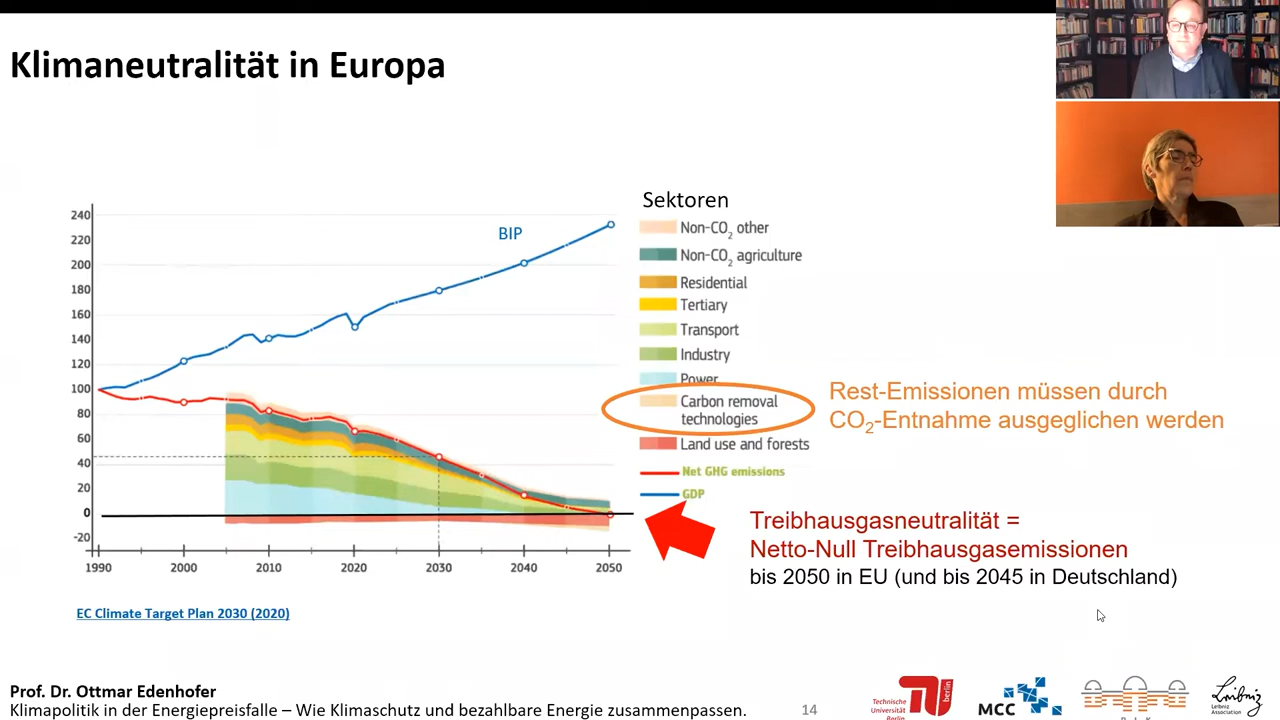 Klimaneutralität in Europa
240
220
200
180
160
140
120
100
80
60
40
20
0
-20
1990
2000
2010
2020
2030
2040
2050
BIP
Sektoren
Non-CO2 other
Non-CO2 agriculture
Residential
Tertiary
Transport
Industry
Power
Carbon removal
technologies
Land use and forests
Net GHG emissions
GDP
Rest-Emissionen müssen durch
CO2-Entnahme ausgeglichen werden
Treibhausgasneutralität =
Netto-Null Treibhausgasemissionen
bis 2050 in EU (und bis 2045 in Deutschland)
EC Climate Target Plan 2030 (2020)
Prof. Dr. Ottmar Edenhofer
Klimapolitik in der Energiepreisfalle – Wie Klimaschutz und bezahlbare Energie zusammenpassen.
14
Technische
Universität
Berlin
berlin
MCC
P I K
Leibniz
Leibniz
Association